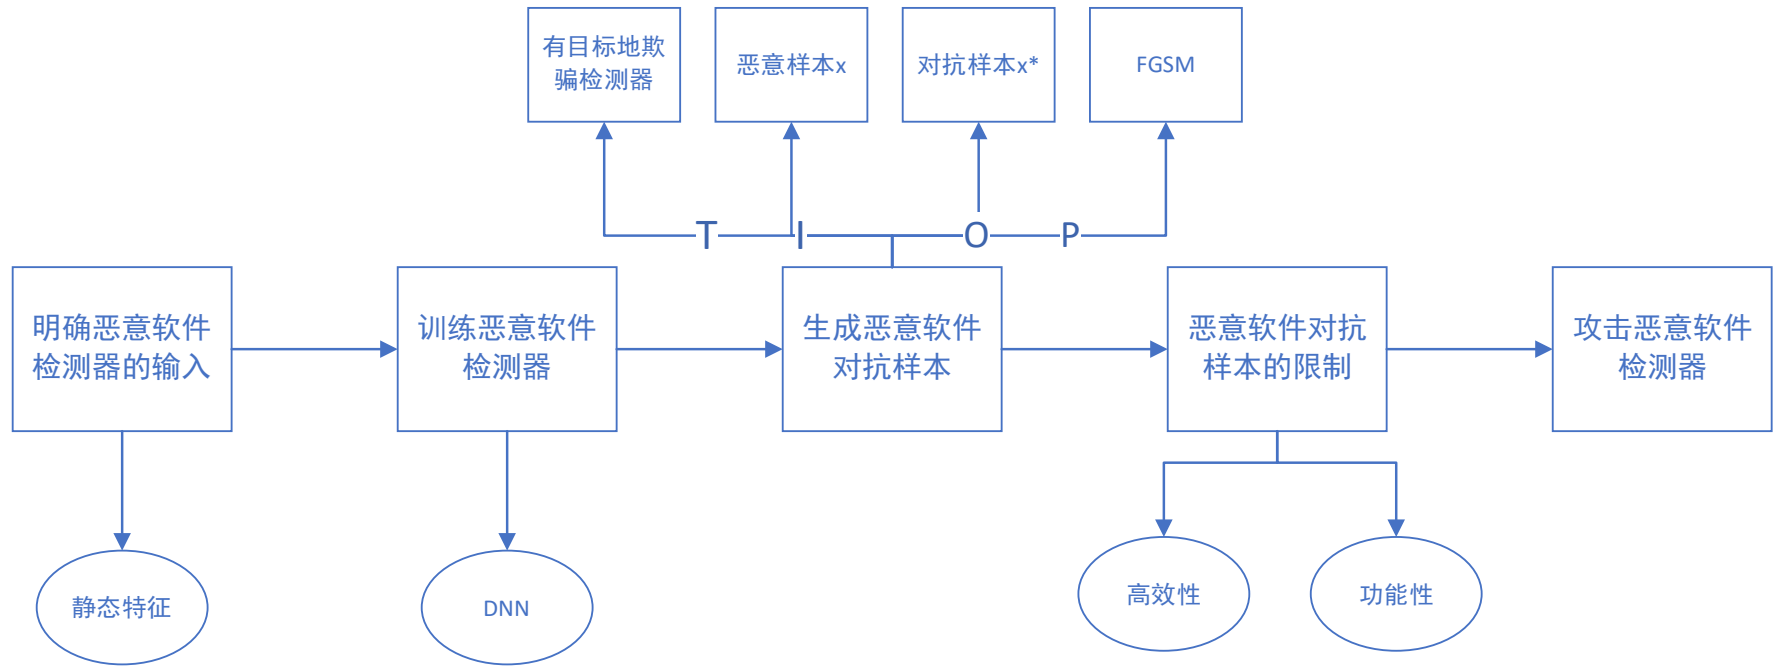 有目标地欺
骗检测器
恶意样本x
对抗样本x*
FGSM
T
I
O
P
明确恶意软件
检测器的输入
训练恶意软件
检测器
生成恶意软件
对抗样本
恶意软件对抗
样本的限制
攻击恶意软件
检测器
静态特征
DNN
高效性
功能性